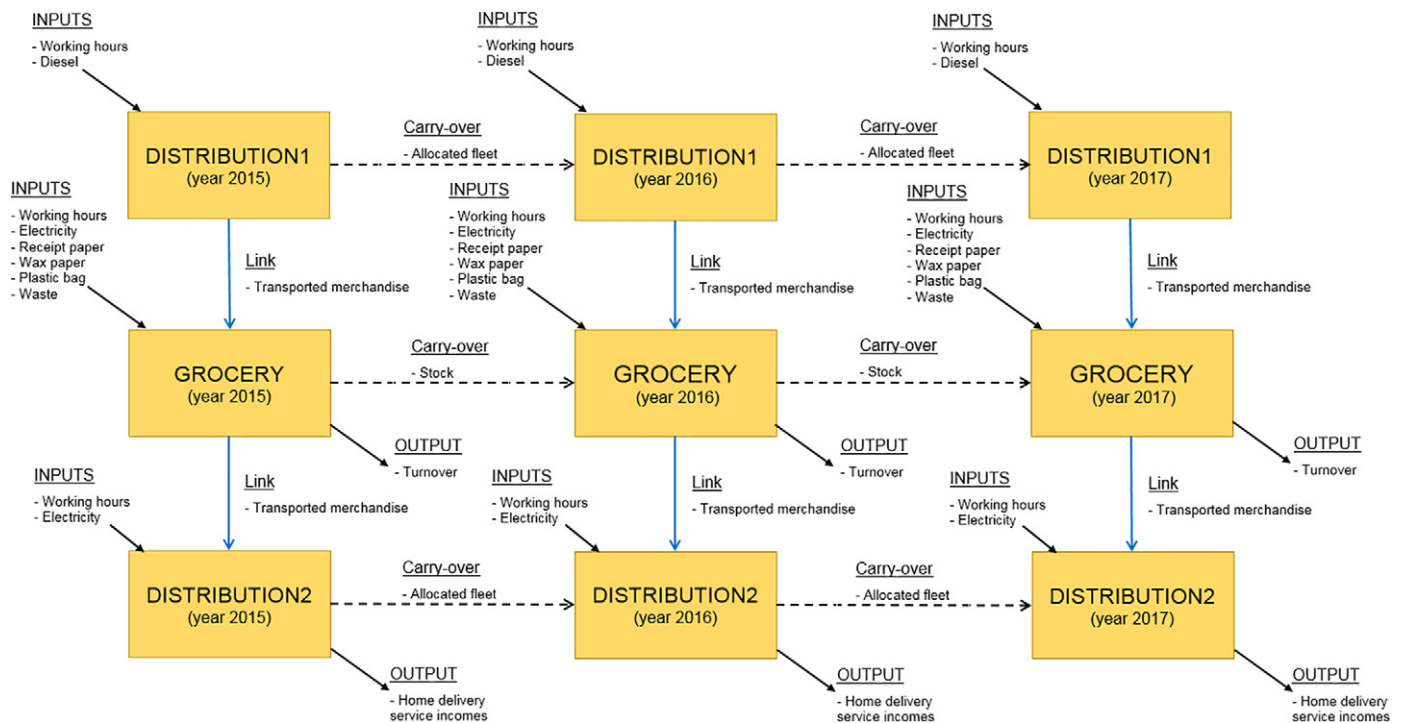 INPUTS
- Working hours
- Diesel
INPUTS
- Working hours
- Diesel
INPUTS
- Working hours
- Diesel
DISTRIBUTION1
(year 2015)
Carry-over
- Allocated fleet
DISTRIBUTION1
(year 2016)
Carry-over
- Allocated fleet
DISTRIBUTION1
(year 2017)
INPUTS
- Working hours
- Electricity
- Receipt paper
- Wax paper
- Plastic bag
- Waste
Link
- Transported merchandise
INPUTS
- Working hours
- Electricity
- Receipt paper
- Wax paper
- Plastic bag
- Waste
Link
- Transported merchandise
INPUTS
- Working hours
- Electricity
- Receipt paper
- Wax paper
- Plastic bag
- Waste
Link
- Transported merchandise
GROCERY
(year 2015)
Carry-over
- Stock
GROCERY
(year 2016)
Carry-over
- Stock
GROCERY
(year 2017)
OUTPUT
- Turnover
OUTPUT
- Turnover
OUTPUT
- Turnover
INPUTS
- Working hours
- Electricity
Link
- Transported merchandise
INPUTS
- Working hours
- Electricity
Link
- Transported merchandise
INPUTS
- Working hours
- Electricity
Link
- Transported merchandise
DISTRIBUTION2
(year 2015)
Carry-over
- Allocated fleet
DISTRIBUTION2
(year 2016)
Carry-over
- Allocated fleet
DISTRIBUTION2
(year 2017)
OUTPUT
- Home delivery
service incomes
OUTPUT
- Home delivery
service incomes
OUTPUT
- Home delivery
service incomes